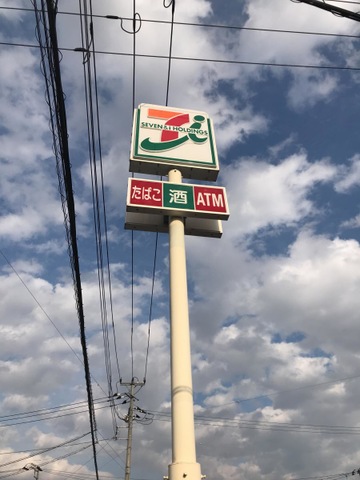 SEVEN & i HOLDINGS
たばこ 酒 ATM